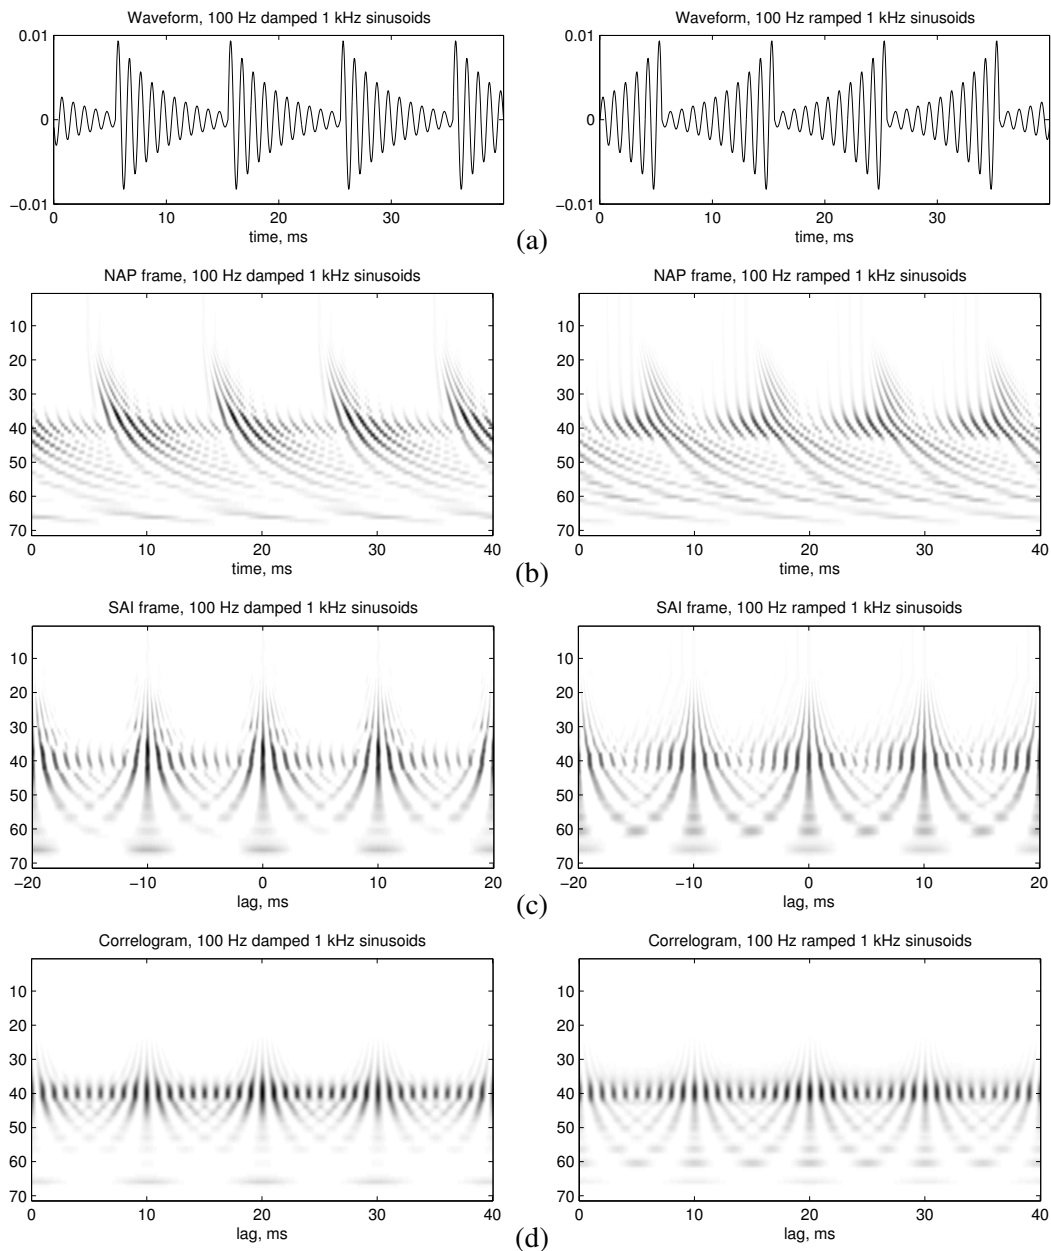 Waveform, 100 Hz damped 1 kHz sinusoids
Waveform, 100 Hz ramped 1 kHz sinusoids
0.01
0
−0.01
0 10 20 30
time, ms
0.01
0
−0.01
0 10 20 30
time, ms
(a)
NAP frame, 100 Hz damped 1 kHz sinusoids
NAP frame, 100 Hz ramped 1 kHz sinusoids
10
20
30
40
50
60
70
0 10 20 30 40
time, ms
10
20
30
40
50
60
70
0 10 20 30 40
time, ms
(b)
SAI frame, 100 Hz damped 1 kHz sinusoids
SAI frame, 100 Hz ramped 1 kHz sinusoids
10
20
30
40
50
60
70
−20 −10 0 10 20
lag, ms
10
20
30
40
50
60
70
−20 −10 0 10 20
lag, ms
(c)
Correlogram, 100 Hz damped 1 kHz sinusoids
Correlogram, 100 Hz ramped 1 kHz sinusoids
10
20
30
40
50
60
70
0 10 20 30 40
lag, ms
10
20
30
40
50
60
70
0 10 20 30 40
lag, ms
(d)